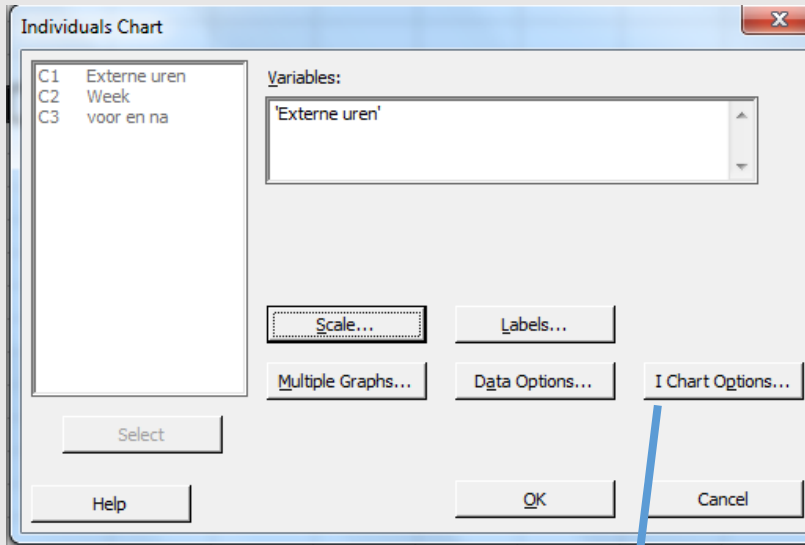 Individuals Chart
x
C1 Externe uren
C2 Week
C3 voor en na
Variables:
'Externe uren'
Scale...
Labels...
Multiple Graphs...
Data Options...
I Chart Options...
Select
Help
OK
Cancel